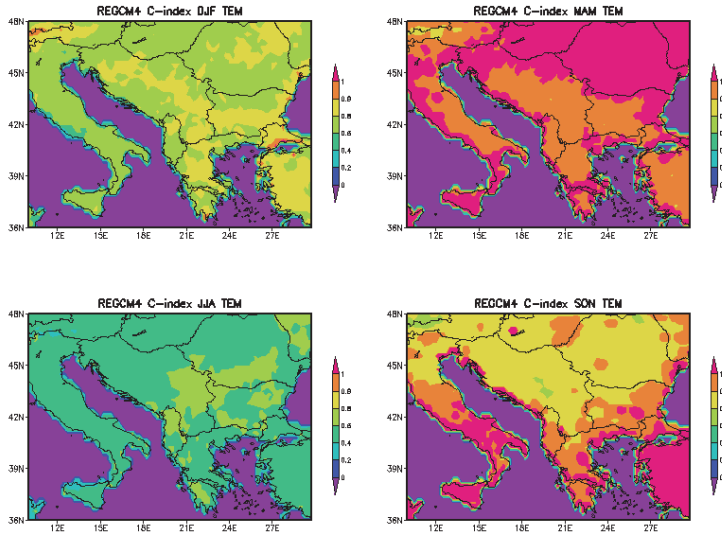 REGCM4 C-index DJF TEM
48N
45N
42N
39N
36N
12E 15E 18E 21E 24E 27E
1
0.8
0.6
0.4
0.2
0
REGCM4 C-index MAM TEM
48N
45N
42N
39N
36N
12E 15E 18E 21E 24E 27E
1
0
REGCM4 C-index JJA TEM
48N
45N
42N
39N
36N
12E 15E 18E 21E 24E 27E
1
0.8
0.6
0.4
0.2
0
REGCM4 C-index SON TEM
48N
45N
42N
39N
36N
12E 15E 18E 21E 24E 27E
1
0